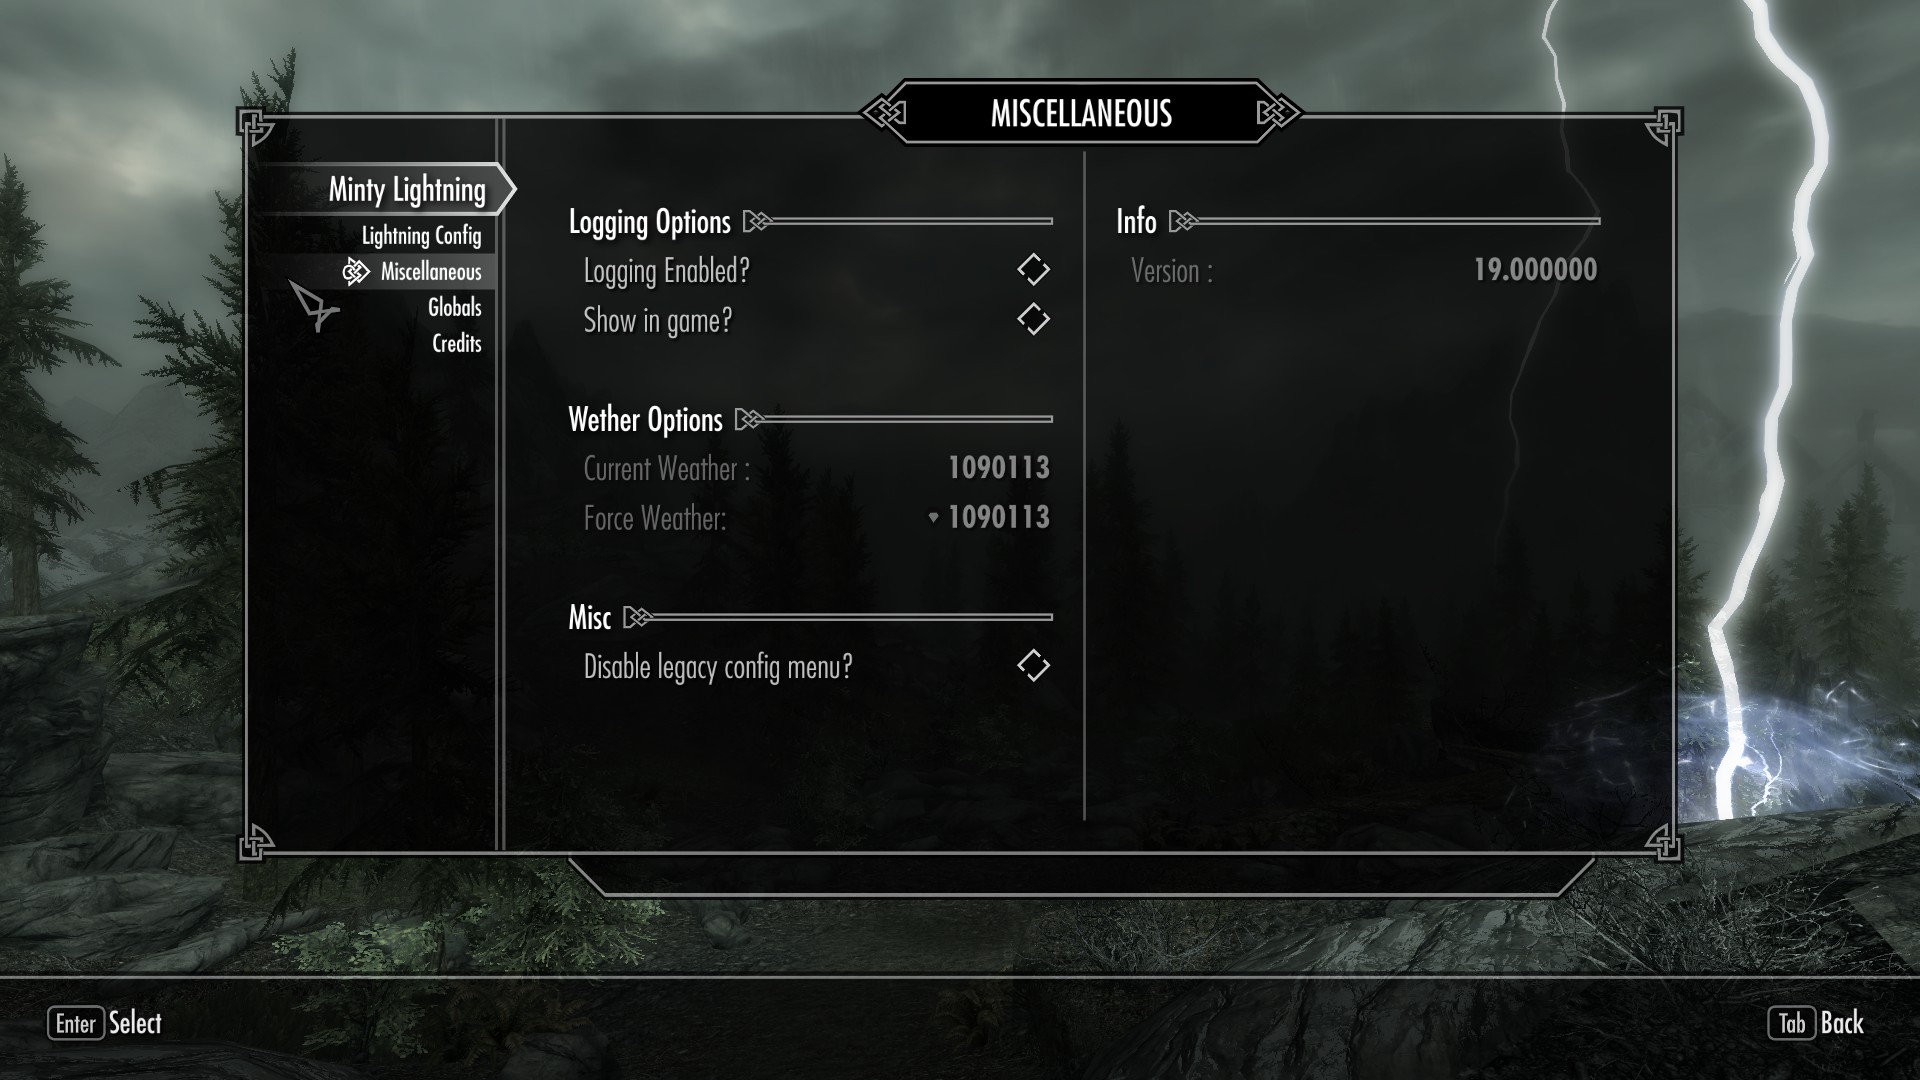 MISCELLANEOUS
Minty Lightning
Lightning Config
Miscellaneous
Globals
Credits
Logging Options
Logging Enabled?
Show in game?
Wether Options
Current Weather : 1090113
Force Weather: 1090113
Misc
Disable legacy config menu?
Info
Version : 19.000000
Enter Select
Tab Back